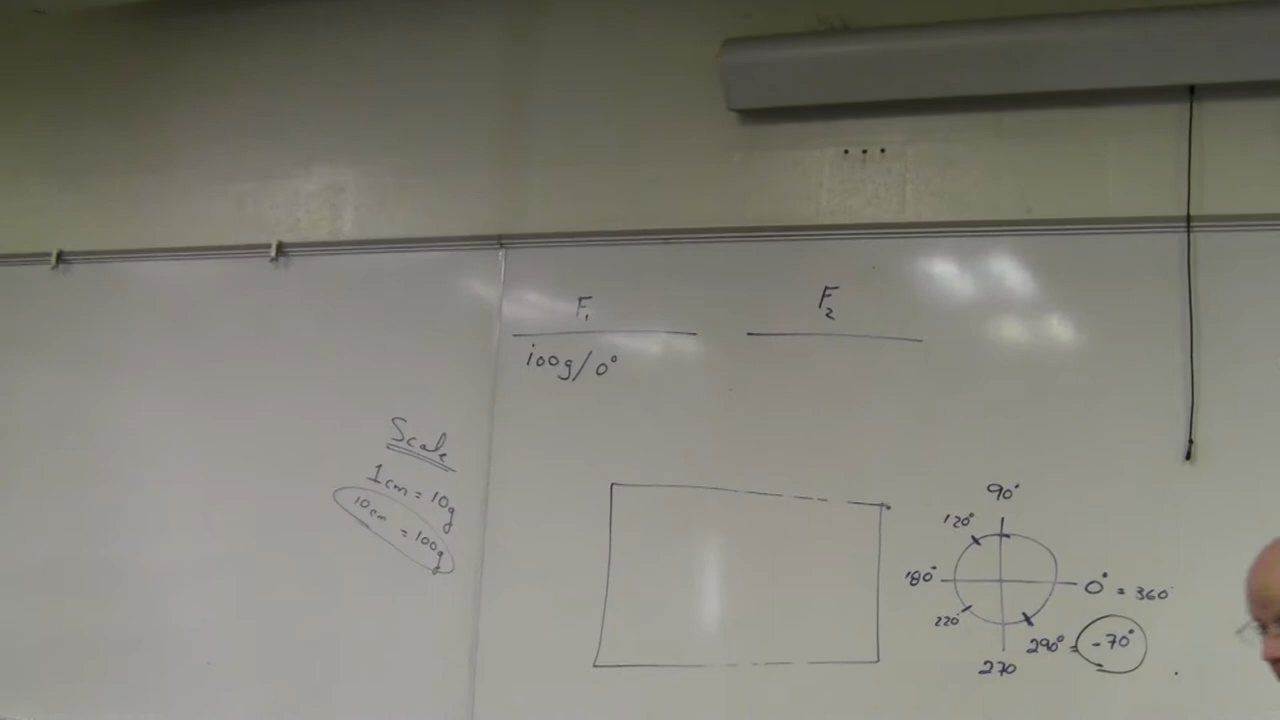 F₁
F₂
100g/0°
Scale
1cm = 10g
10cm = 100g
90°
120°
180°
0° = 360°
220°
290° = -70°
270